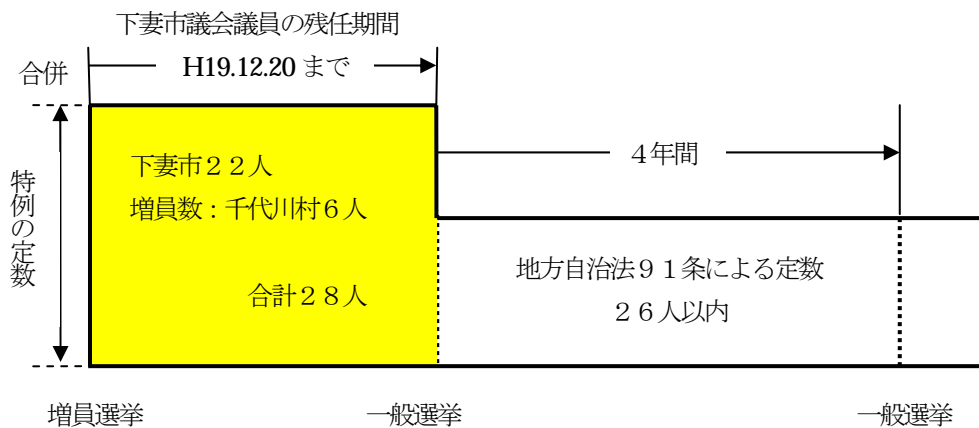 下妻市議会議員の残任期間
合併
H19.12.20 まで
特例の定数
下妻市２２人
増員数：千代川村６人
合計２８人
４年間
地方自治法９１条による定数
２６人以内
増員選挙
一般選挙
一般選挙